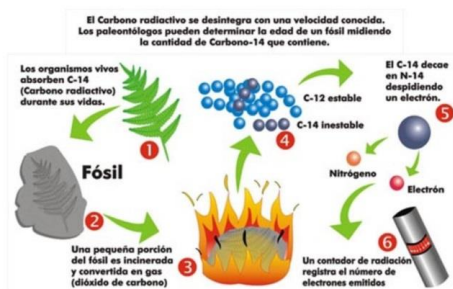 El Carbono radiactivo se desintegra con una velocidad conocida.
Los paleontólogos pueden determinar la edad de un fósil midiendo
la cantidad de Carbono-14 que contiene.
Los organismos vivos
absorben C-14
(Carbono radiactivo)
durante sus vidas.
1
Fósil
2
Una pequeña porción
del fósil es incinerada
y convertida en gas
(dióxido de carbono)
3
C-12 estable
C-14 inestable
4
El C-14 decae
en N-14
despidiendo
un electrón.
5
Nitrógeno
Electrón
6
Un contador de radiación
registra el número de
electrones emitidos